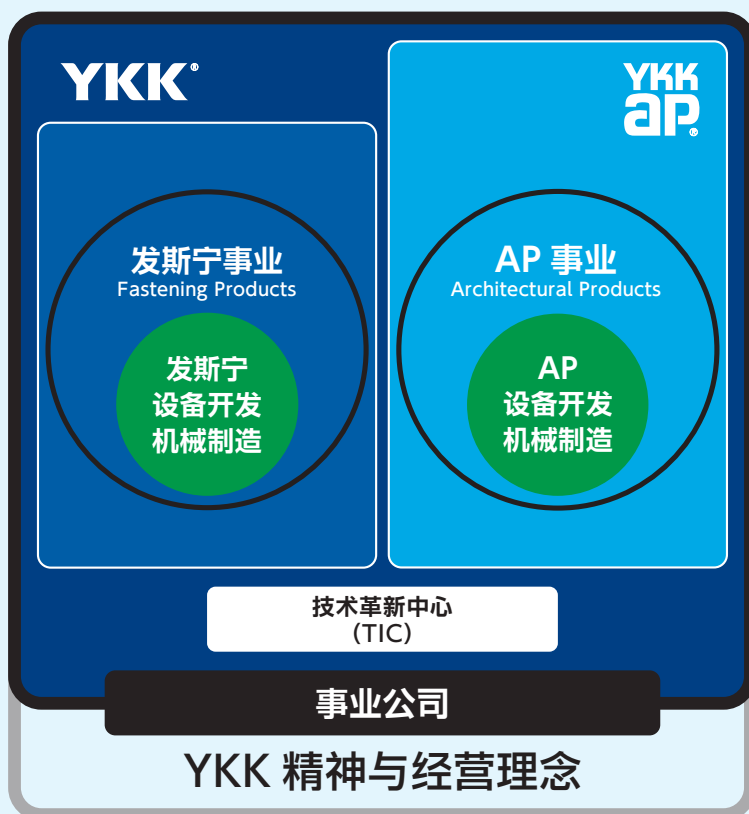 YKK®
发斯宁事业
Fastening Products
发斯宁
设备开发
机械制造
YKK
ap®
AP 事业
Architectural Products
AP
设备开发
机械制造
技术革新中心
(TIC)
事业公司
YKK 精神与经营理念